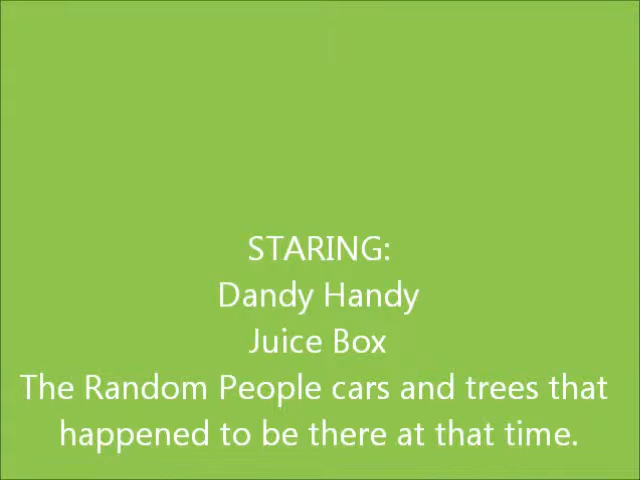 STARING:
Dandy Handy
Juice Box
The Random People cars and trees that
happened to be there at that time.